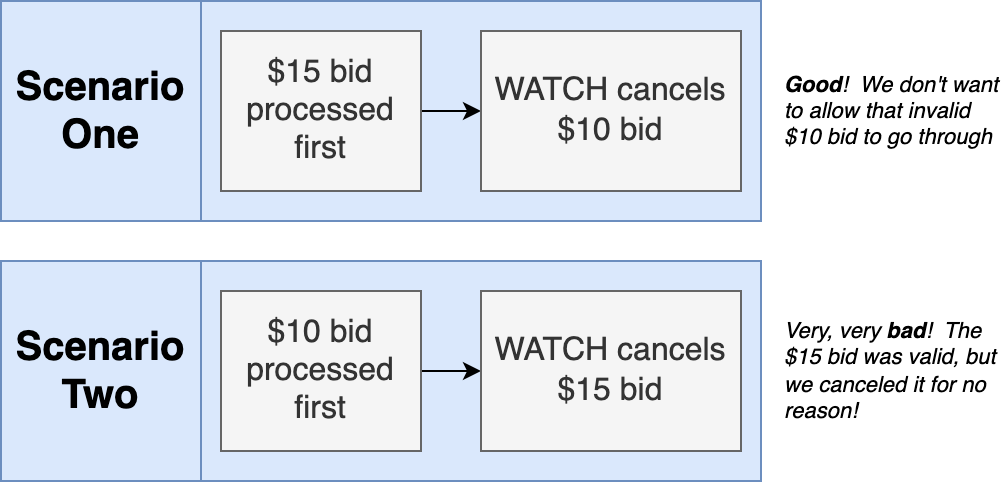 Scenario
One
$15 bid
processed
first
WATCH cancels
$10 bid
Good! We don't want
to allow that invalid
$10 bid to go through
Scenario
Two
$10 bid
processed
first
WATCH cancels
$15 bid
Very, very bad! The
$15 bid was valid, but
we canceled it for no
reason!